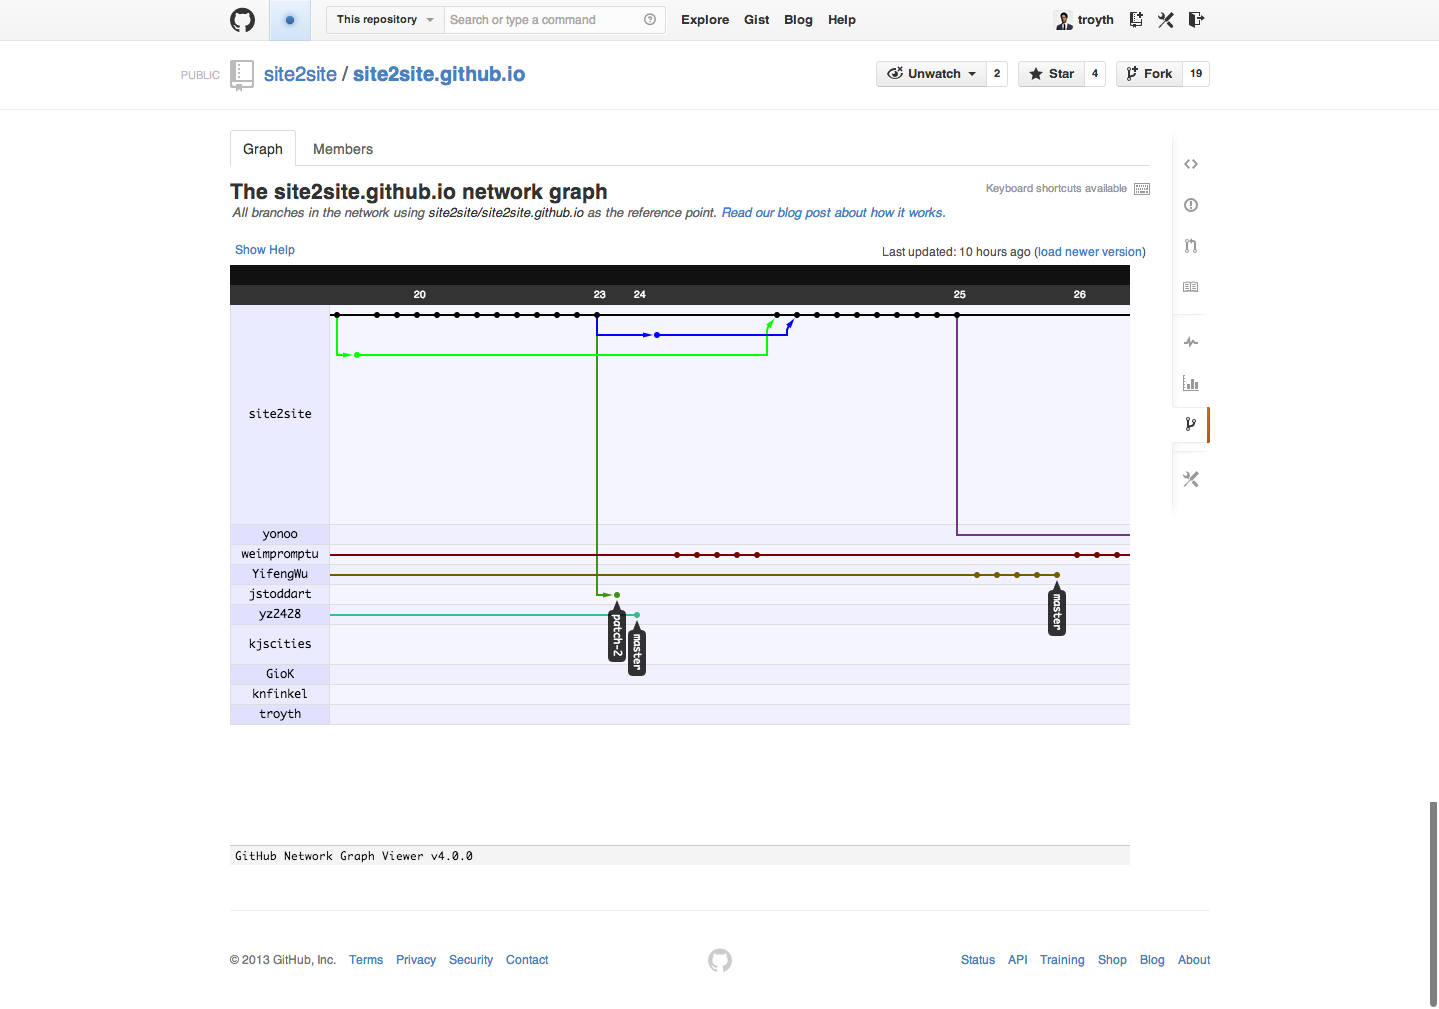 This repository Search or type a command Explore Gist Blog Help troyth
PUBLIC site2site / site2site.github.io Unwatch 2 Star 4 Fork 19
Graph Members
The site2site.github.io network graph
Keyboard shortcuts available
All branches in the network using site2site/site2site.github.io as the reference point. Read our blog post about how it works.
Show Help
Last updated: 10 hours ago (load newer version)
20 23 24 25 26
site2site
yonoo
weimpromptu
YifengWu
jstoddart
yz2428
kjscities
GioK
knfinkel
troyth
patch-2
master
master
GitHub Network Graph Viewer v4.0.0
© 2013 GitHub, Inc. Terms Privacy Security Contact Status API Training Shop Blog About